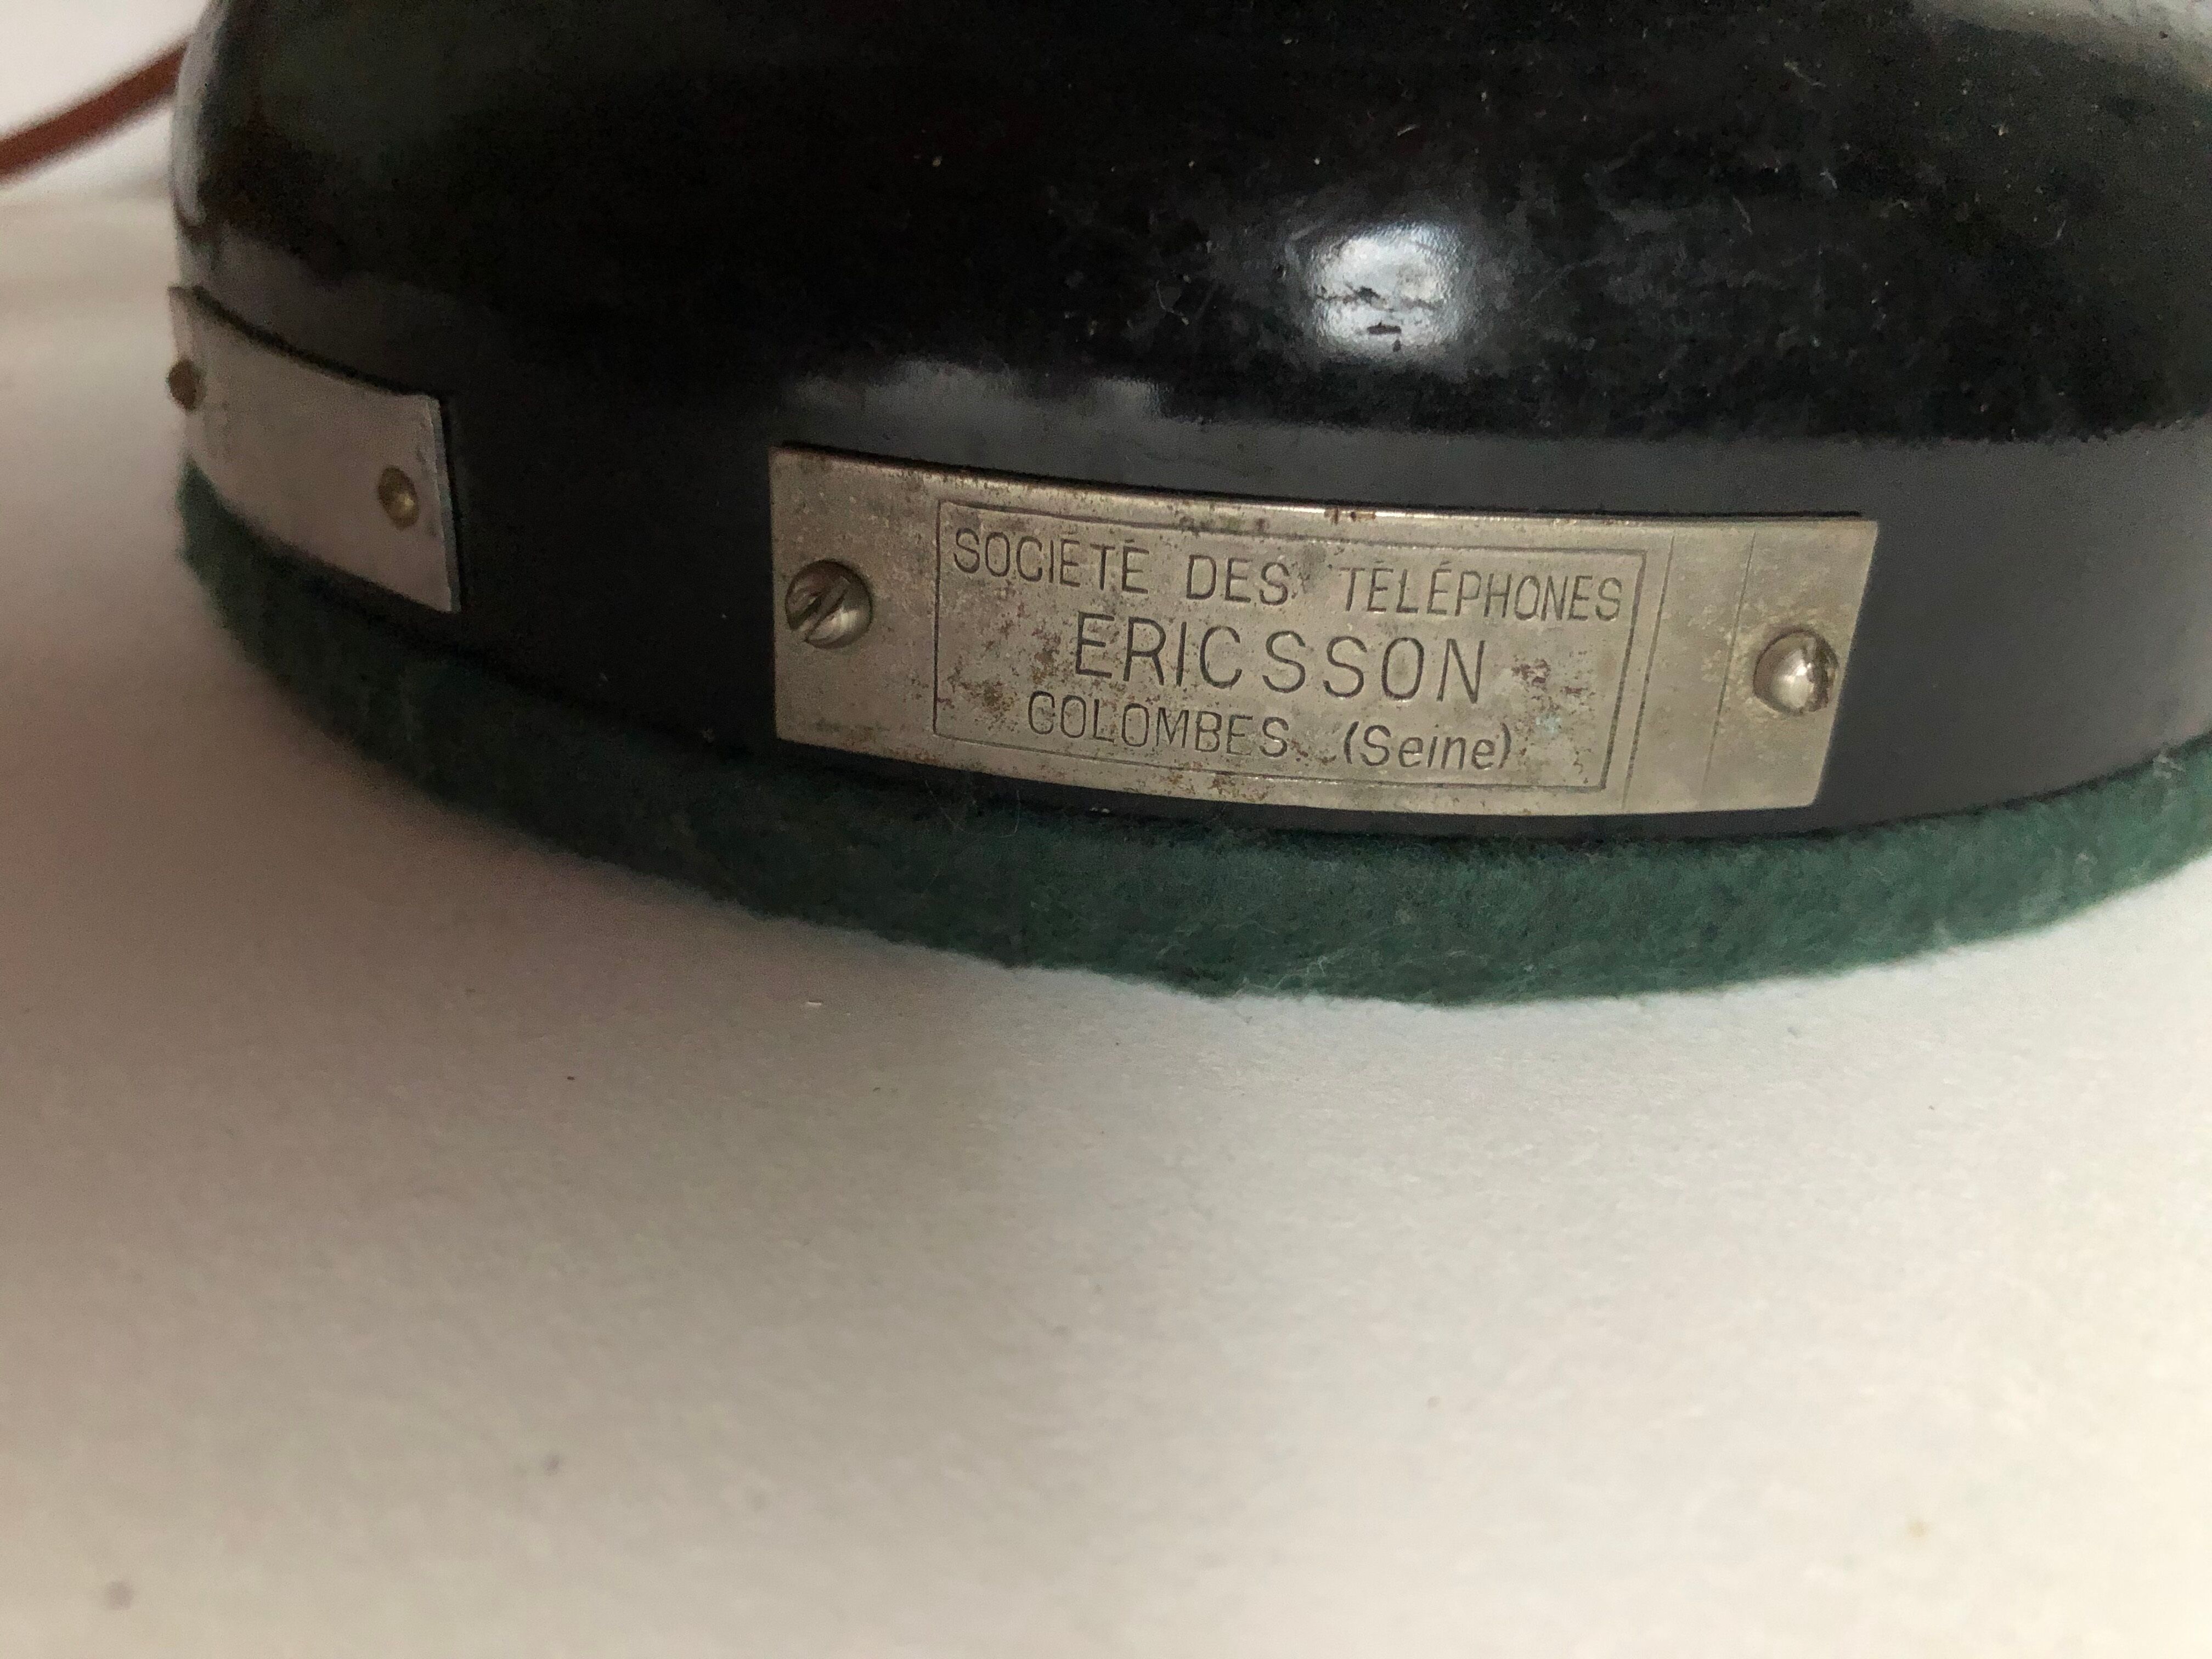 SOCIÉTÉ DES TÉLÉPHONES
ERICSSON
COLOMBES (Seine)